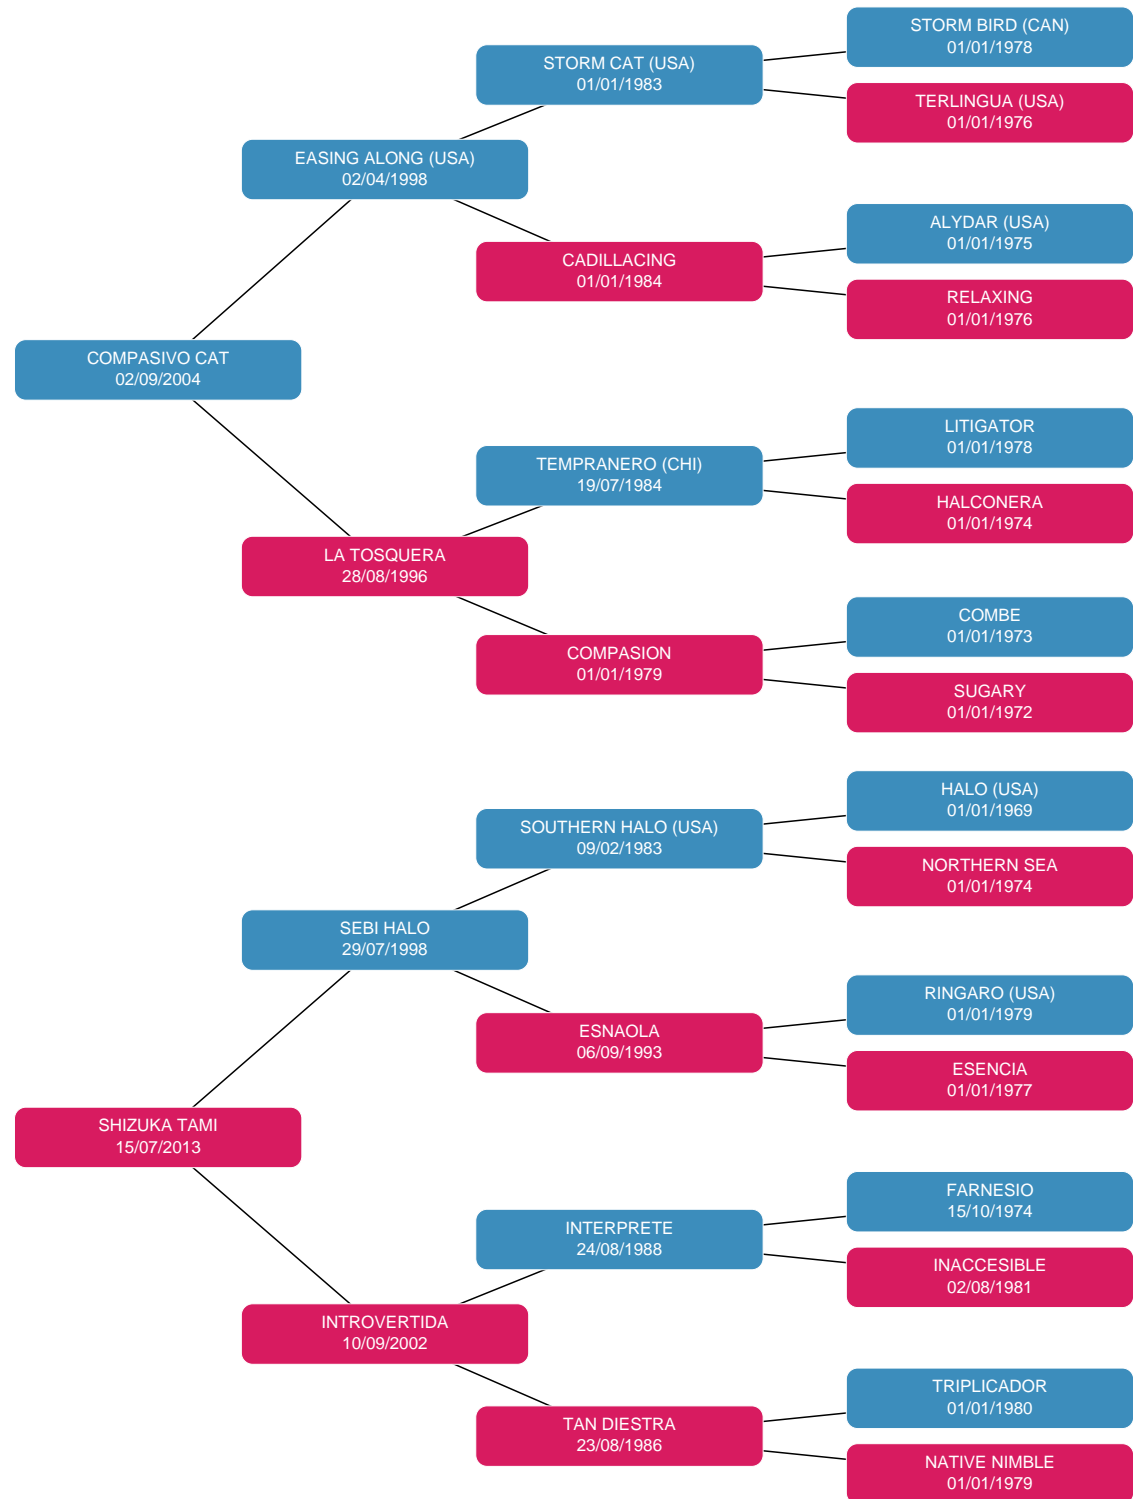 STORM BIRD (CAN)
01/01/1978
STORM CAT (USA)
01/01/1983
TERLINGUA (USA)
01/01/1976
EASING ALONG (USA)
02/04/1998
ALYDAR (USA)
01/01/1975
CADILLACING
01/01/1984
RELAXING
01/01/1976
COMPASIVO CAT
02/09/2004
LITIGATOR
01/01/1978
TEMPRANERO (CHI)
19/07/1984
HALCONERA
01/01/1974
LA TOSQUERA
28/08/1996
COMBE
01/01/1973
COMPASION
01/01/1979
SUGARY
01/01/1972
HALO (USA)
01/01/1969
SOUTHERN HALO (USA)
09/02/1983
NORTHERN SEA
01/01/1974
SEBI HALO
29/07/1998
RINGARO (USA)
01/01/1979
ESNAOLA
06/09/1993
ESENCIA
01/01/1977
SHIZUKA TAMI
15/07/2013
FARNESIO
15/10/1974
INTERPRETE
24/08/1988
INACCESIBLE
02/08/1981
INTROVERTIDA
10/09/2002
TRIPLICADOR
01/01/1980
TAN DIESTRA
23/08/1986
NATIVE NIMBLE
01/01/1979